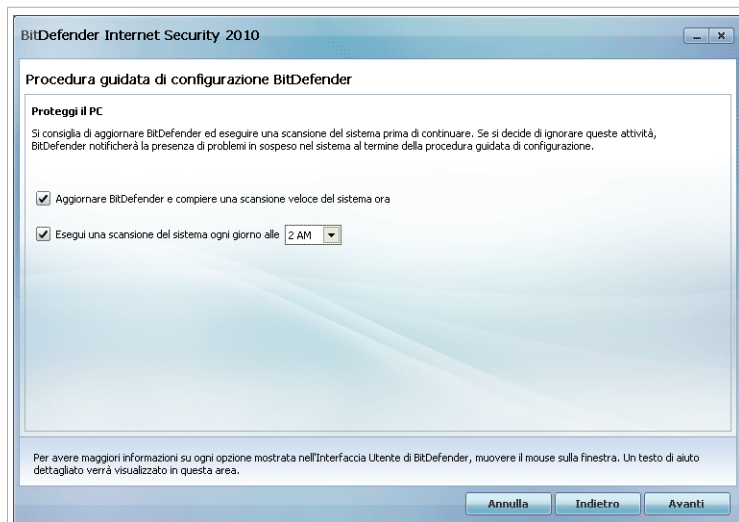 BitDefender Internet Security 2010
Procedura guidata di configurazione BitDefender
Proteggi il PC
Si consiglia di aggiornare BitDefender ed eseguire una scansione del sistema prima di continuare. Se si decide di ignorare queste attività,
BitDefender notificherà la presenza di problemi in sospeso nel sistema al termine della procedura guidata di configurazione.
Aggiornare BitDefender e compiere una scansione veloce del sistema ora
Esegui una scansione del sistema ogni giorno alle 2 AM
Per avere maggiori informazioni su ogni opzione mostrata nell'Interfaccia Utente di BitDefender, muovere il mouse sulla finestra. Un testo di aiuto
dettagliato verrà visualizzato in questa area.
Annulla Indietro Avanti